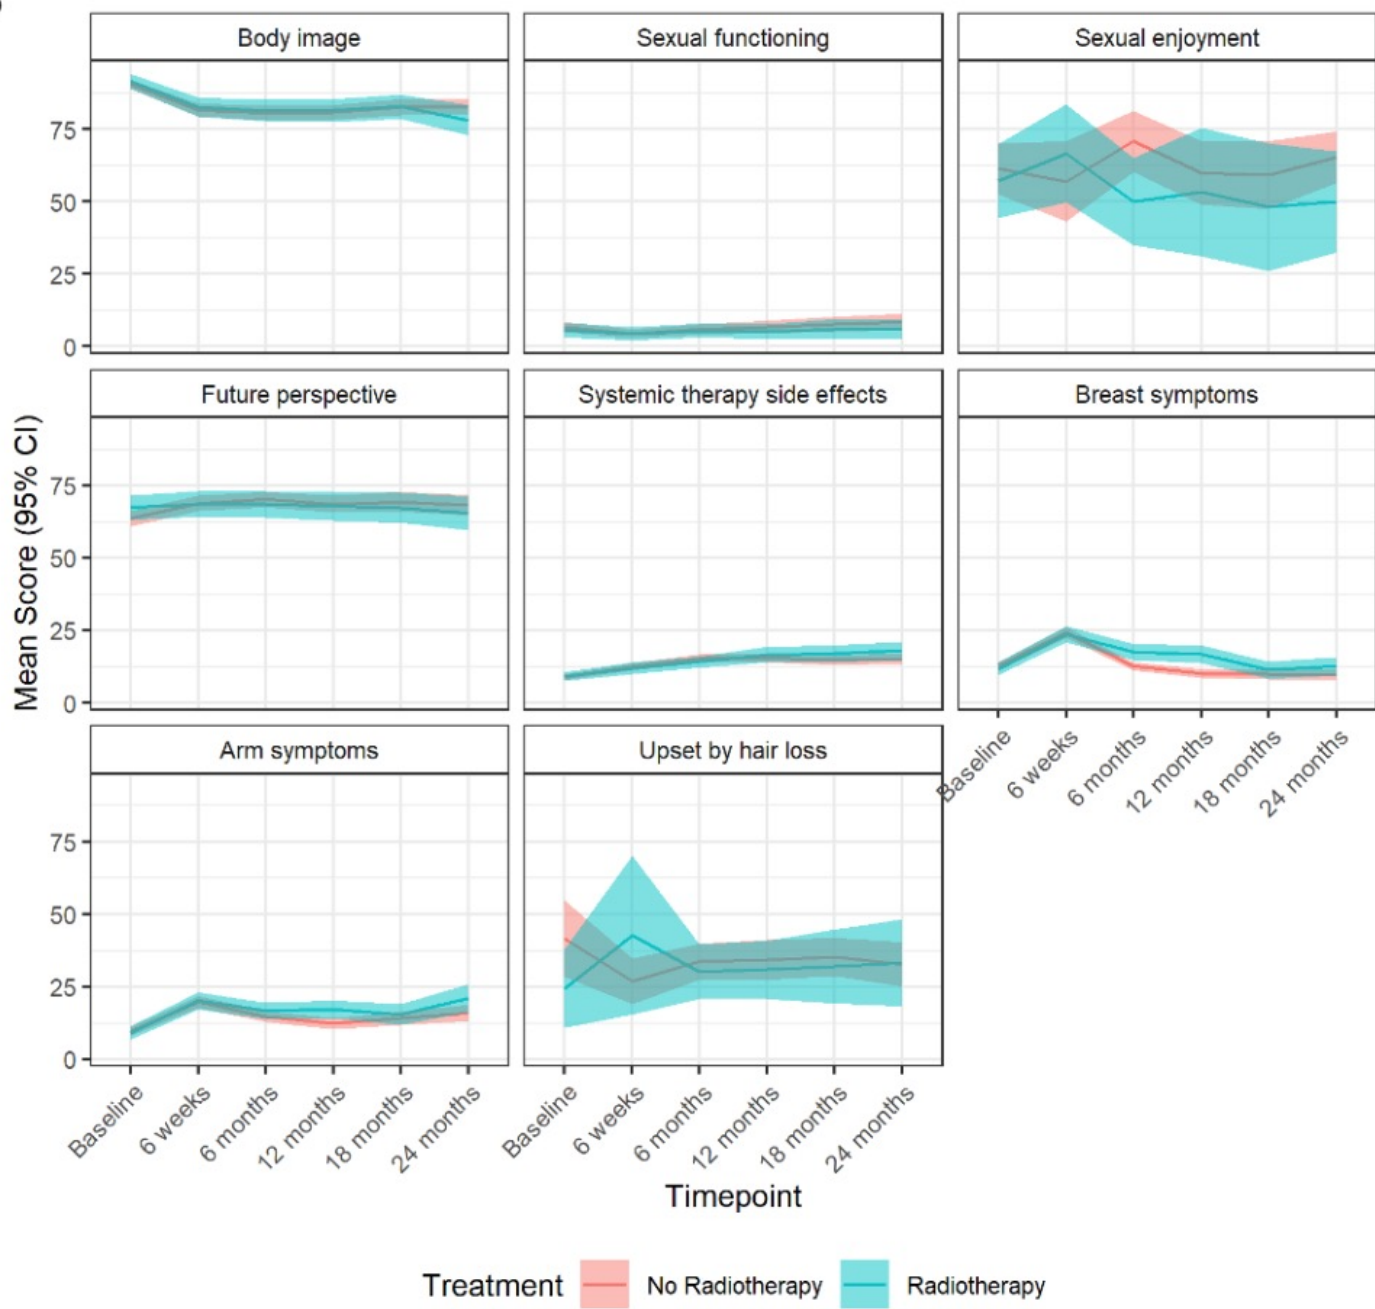 Body image
Sexual functioning
Sexual enjoyment
75
50
25
0
Future perspective
Systemic therapy side effects
Breast symptoms
Mean Score (95% CI)
75
50
25
0
Baseline
6 weeks
6 months
12 months
18 months
24 months
Arm symptoms
Upset by hair loss
75
50
25
0
Baseline
6 weeks
6 months
12 months
18 months
24 months
Baseline
6 weeks
6 months
12 months
18 months
24 months
Timepoint
Treatment No Radiotherapy Radiotherapy